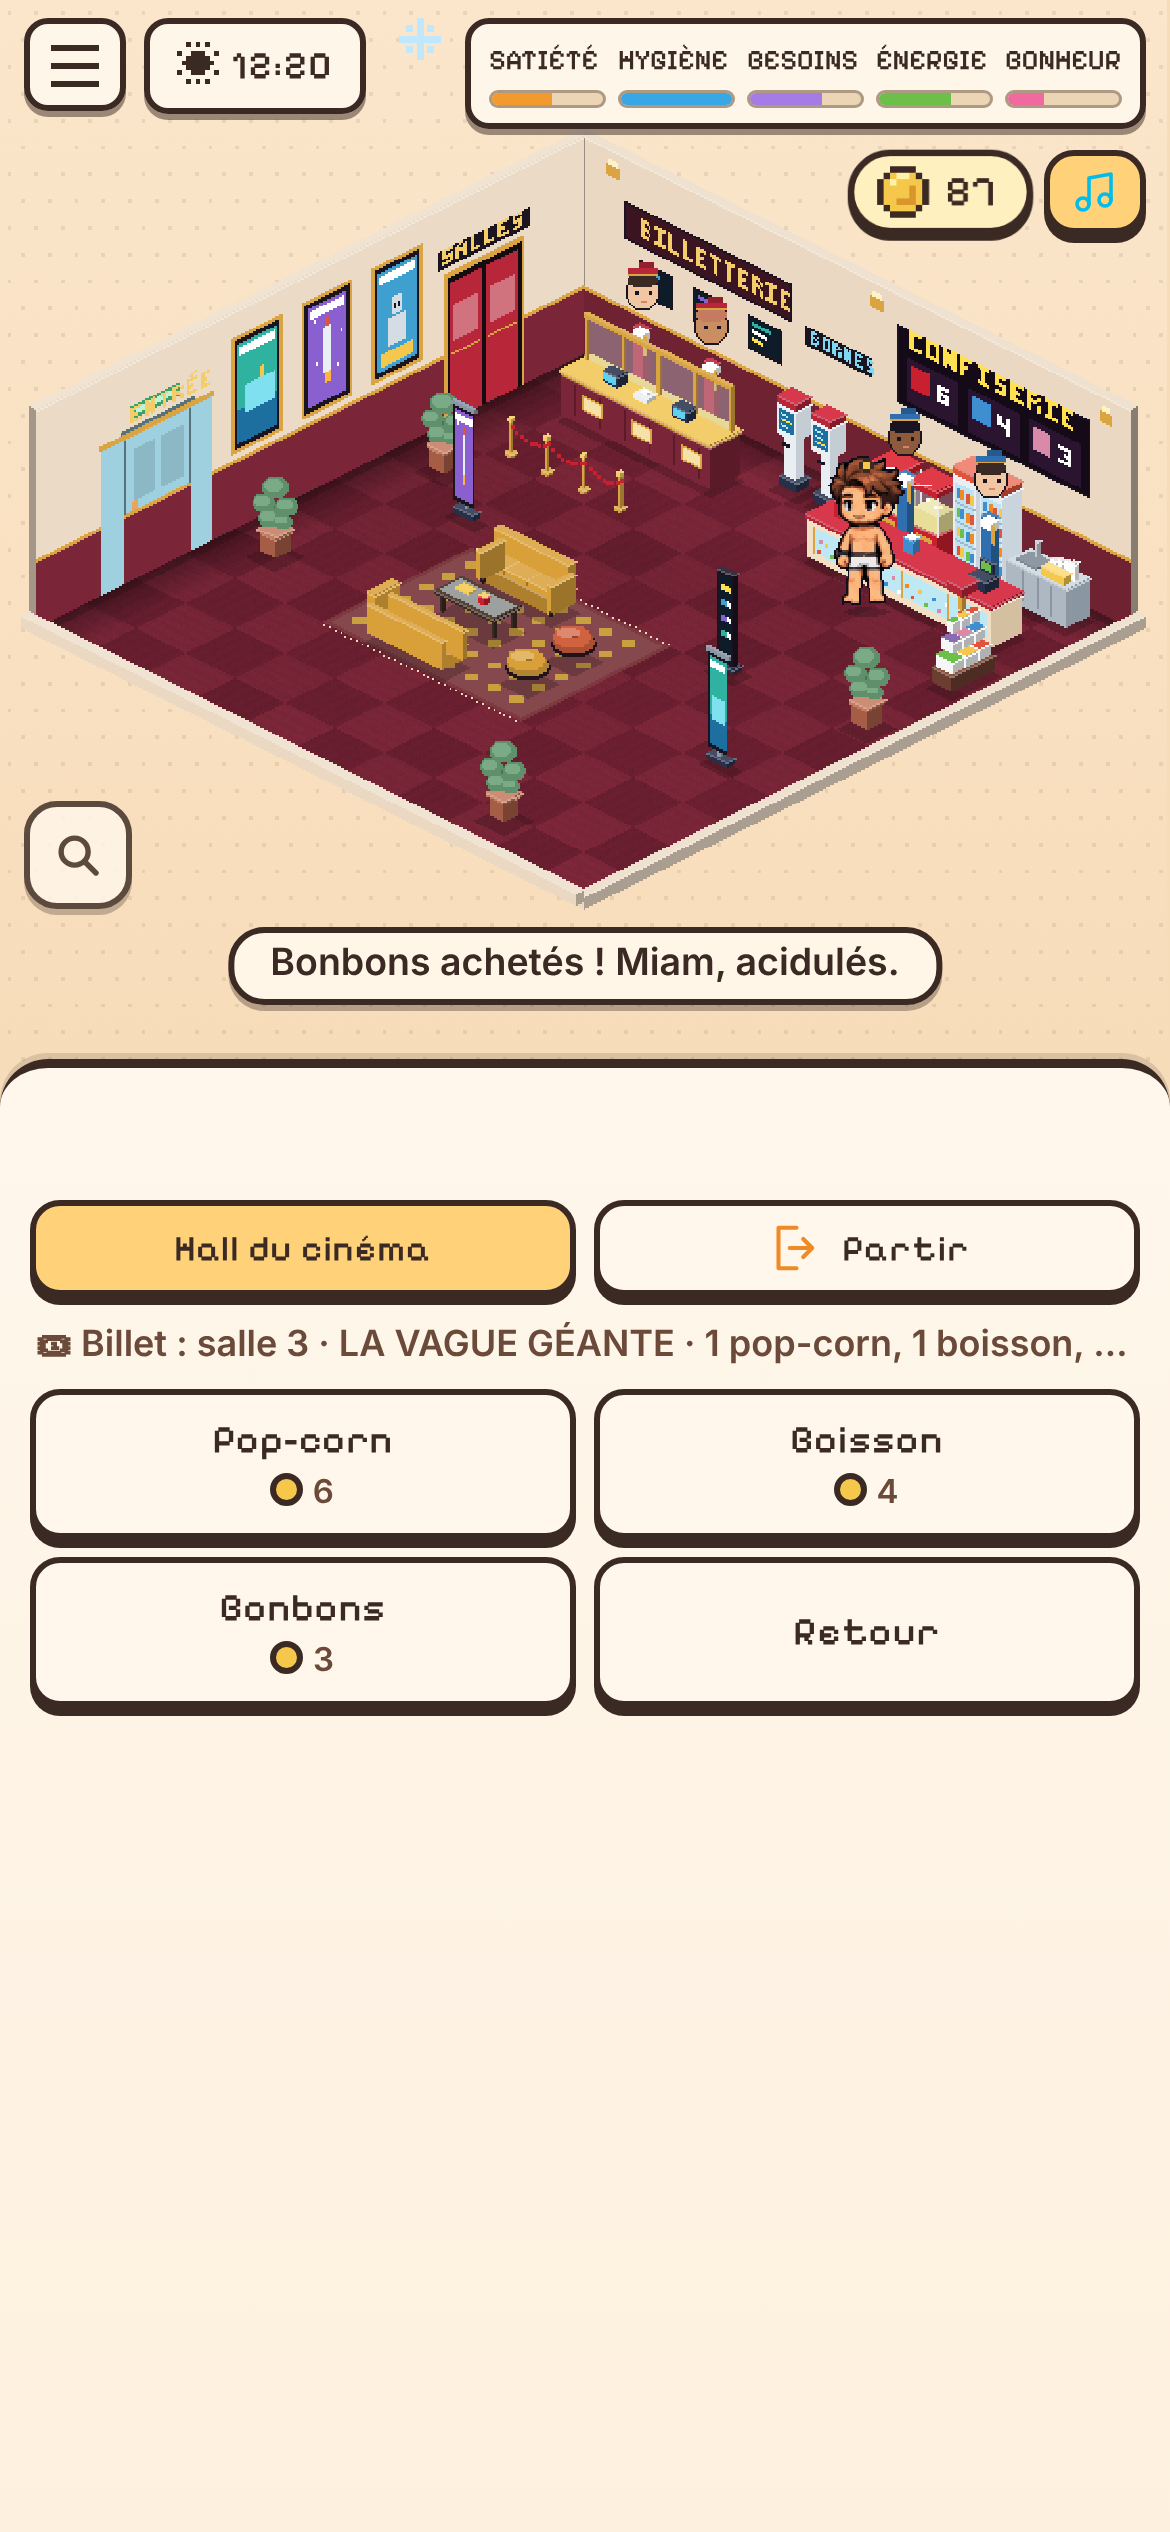 12:20
SATIÉTÉ HYGIÈNE BESOINS ÉNERGIE BONHEUR
87
SALLES
BILLETTERIE
ENTRÉE
BORNES
CONFISERIE
6
4
3
Bonbons achetés ! Miam, acidulés.
Hall du cinéma
Partir
Billet : salle 3 · LA VAGUE GÉANTE · 1 pop-corn, 1 boisson, ...
Pop-corn
6
Boisson
4
Bonbons
3
Retour